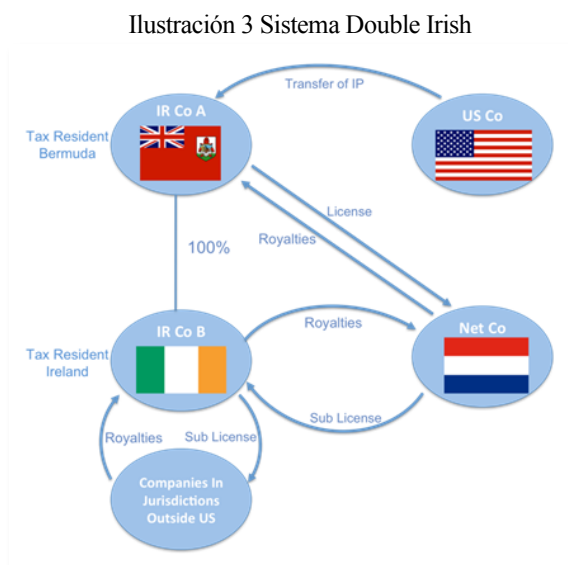 Ilustración 3 Sistema Double Irish
Transfer of IP
IR Co A
US Co
Tax Resident
Bermuda
License
Royalties
100%
IR Co B
Royalties
Net Co
Tax Resident
Ireland
Sub License
Royalties
Sub License
Companies In
Jurisdictions
Outside US